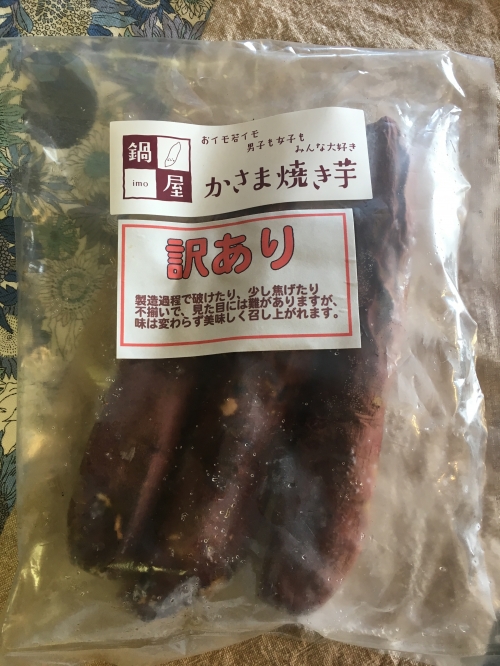 鍋
屋
imo
おイモ若イモ
男子も女子も
みんな大好き
かさま焼き芋
訳あり
製造過程で破けたり、少し焦げたり
不揃いで、見た目には難がありますが、
味は変わらず美味しく召し上がれます。